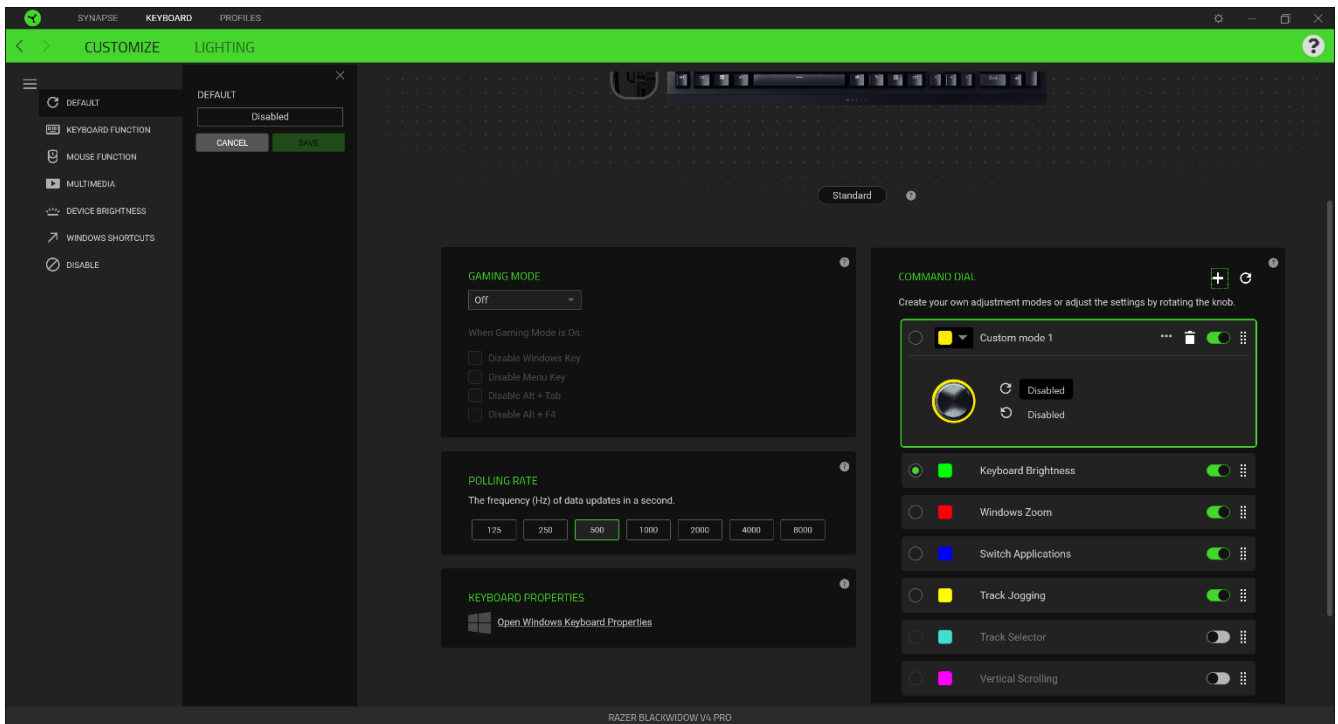 SYNAPSE KEYBOARD PROFILES
CUSTOMIZE LIGHTING
?
DEFAULT
KEYBOARD FUNCTION
MOUSE FUNCTION
MULTIMEDIA
DEVICE BRIGHTNESS
WINDOWS SHORTCUTS
DISABLE
DEFAULT
Disabled
CANCEL SAVE
Standard ?
GAMING MODE ?
Off
When Gaming Mode is On:
Disable Windows Key
Disable Menu Key
Disable Alt + Tab
Disable Alt + F4
POLLING RATE ?
The frequency (Hz) of data updates in a second.
125 250 500 1000 2000 4000 8000
KEYBOARD PROPERTIES ?
Open Windows Keyboard Properties
COMMAND DIAL ?
Create your own adjustment modes or adjust the settings by rotating the knob.
Custom mode 1
Disabled
Disabled
Keyboard Brightness
Windows Zoom
Switch Applications
Track Jogging
Track Selector
Vertical Scrolling
RAZER BLACKWIDOW V4 PRO